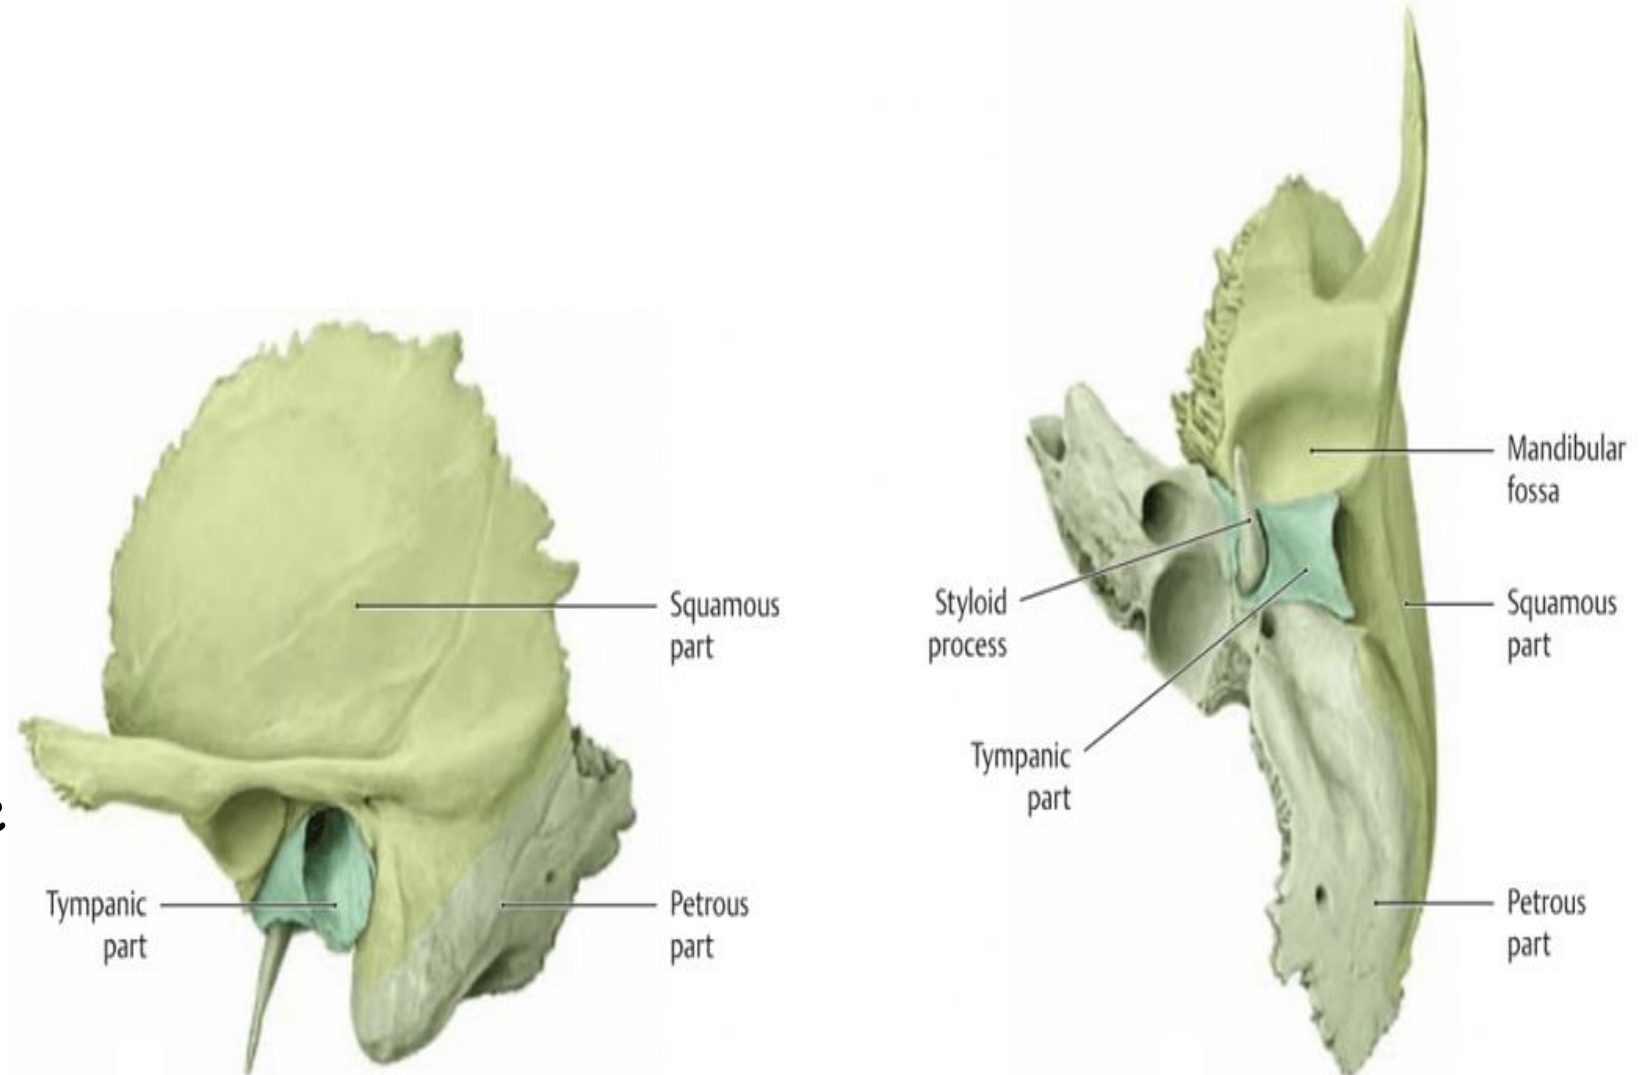 Squamous
part
Tympanic
part
Petrous
part
Mandibular
fossa
Styloid
process
Squamous
part
Tympanic
part
Petrous
part